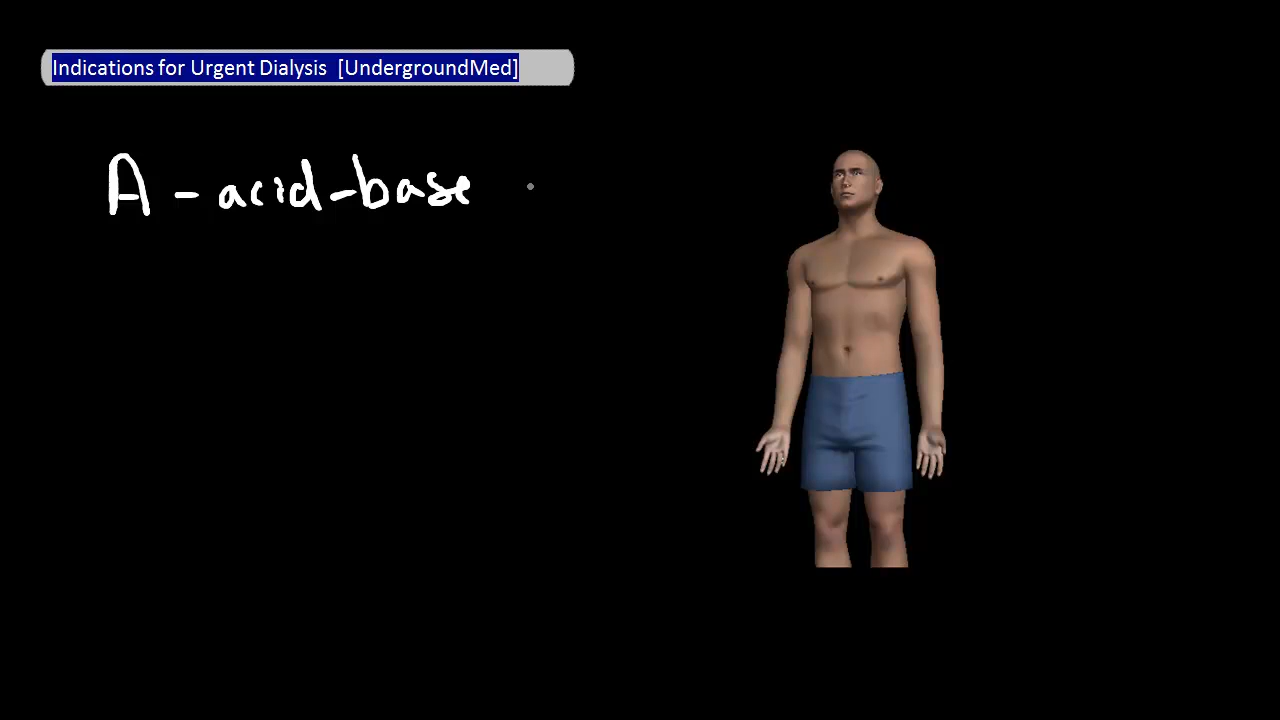 Indications for Urgent Dialysis [UndergroundMed]
A - acid-base